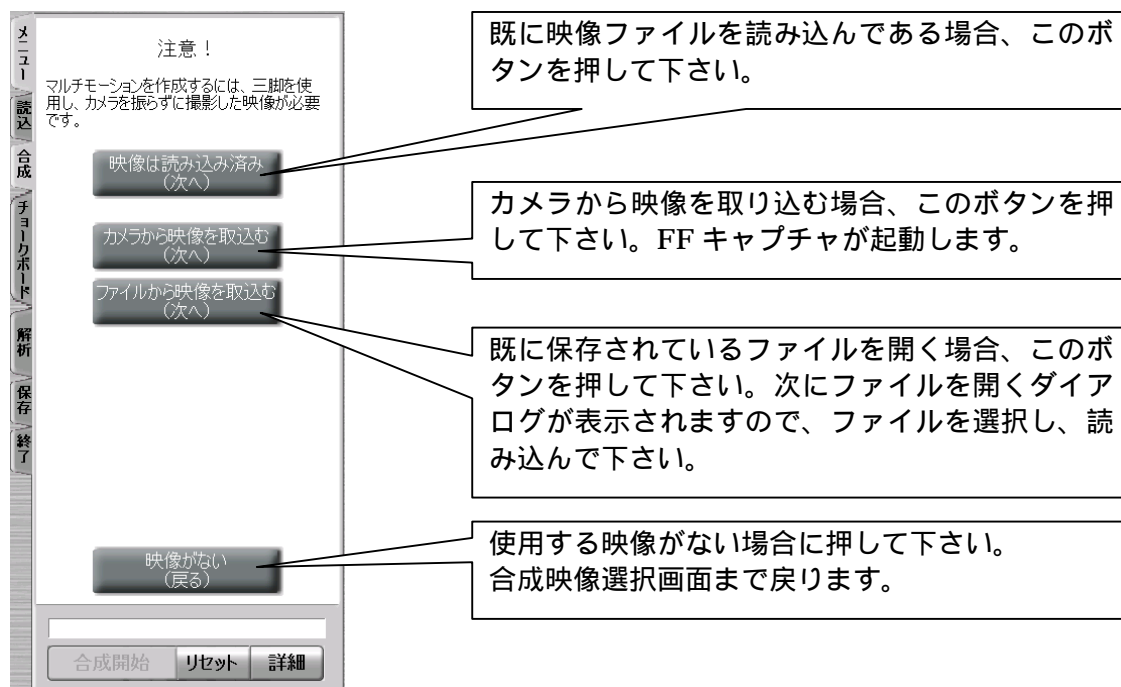 メニュー
読込
合成
チョークボード
解析
保存
終了
注意！
マルチモーションを作成するには、三脚を使
用し、カメラを振らずに撮影した映像が必要
です。
映像は読み込み済み
（次へ）
カメラから映像を取込む
（次へ）
ファイルから映像を取込む
（次へ）
映像がない
（戻る）
合成開始
リセット
詳細
既に映像ファイルを読み込んである場合、このボ
タンを押して下さい。
カメラから映像を取り込む場合、このボタンを押
して下さい。FF キャプチャが起動します。
既に保存されているファイルを開く場合、このボ
タンを押して下さい。次にファイルを開くダイア
ログが表示されますので、ファイルを選択し、読
み込んで下さい。
使用する映像がない場合に押して下さい。
合成映像選択画面まで戻ります。